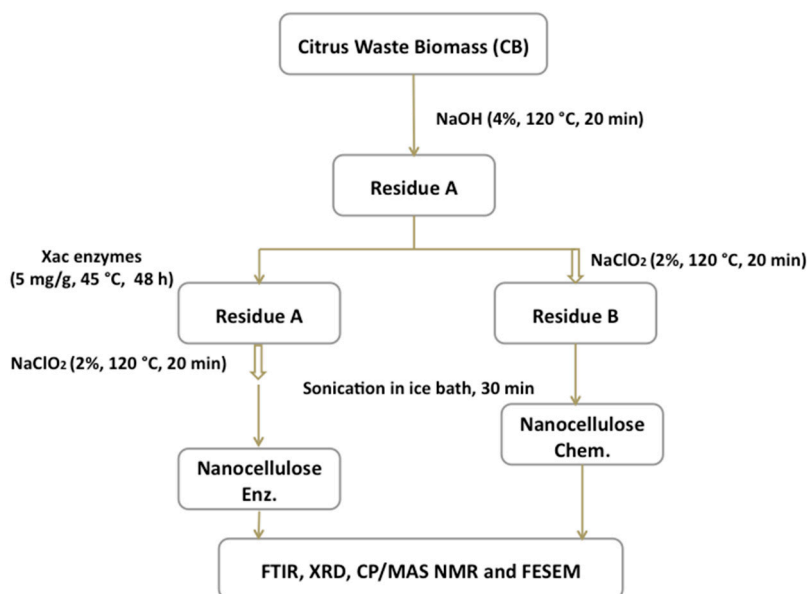 Citrus Waste Biomass (CB)
NaOH (4%, 120 °C, 20 min)
Residue A
Xac enzymes
(5 mg/g, 45 °C, 48 h)
NaClO₂ (2%, 120 °C, 20 min)
Residue A
Residue B
NaClO₂ (2%, 120 °C, 20 min)
Sonication in ice bath, 30 min
Nanocellulose
Chem.
Nanocellulose
Enz.
FTIR, XRD, CP/MAS NMR and FESEM